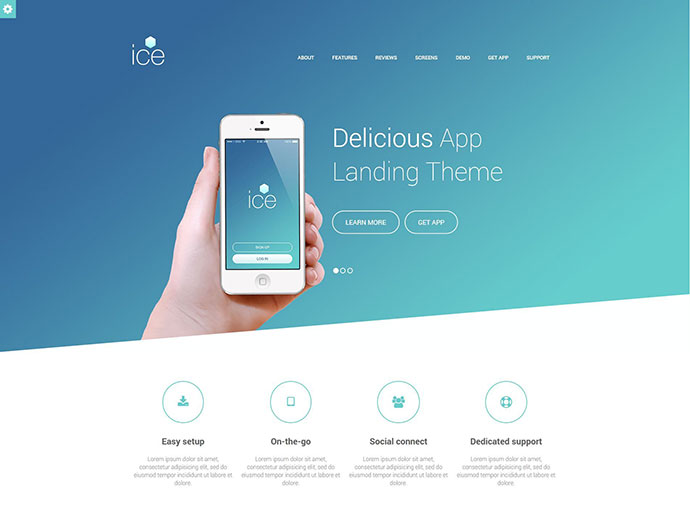 ice
ABOUT FEATURES REVIEWS SCREENS DEMO GET APP SUPPORT
Delicious App
Landing Theme
LEARN MORE GET APP
ice
SIGN UP
LOG IN
Easy setup
Lorem ipsum dolor sit amet,
consectetur adipisicing elit, sed do
eiusmod tempor incididunt ut labore et
dolore
On-the-go
Lorem ipsum dolor sit amet,
consectetur adipisicing elit, sed do
eiusmod tempor incididunt ut labore et
dolore
Social connect
Lorem ipsum dolor sit amet,
consectetur adipisicing elit, sed do
eiusmod tempor incididunt ut labore et
dolore
Dedicated support
Lorem ipsum dolor sit amet,
consectetur adipisicing elit, sed do
eiusmod tempor incididunt ut labore et
dolore